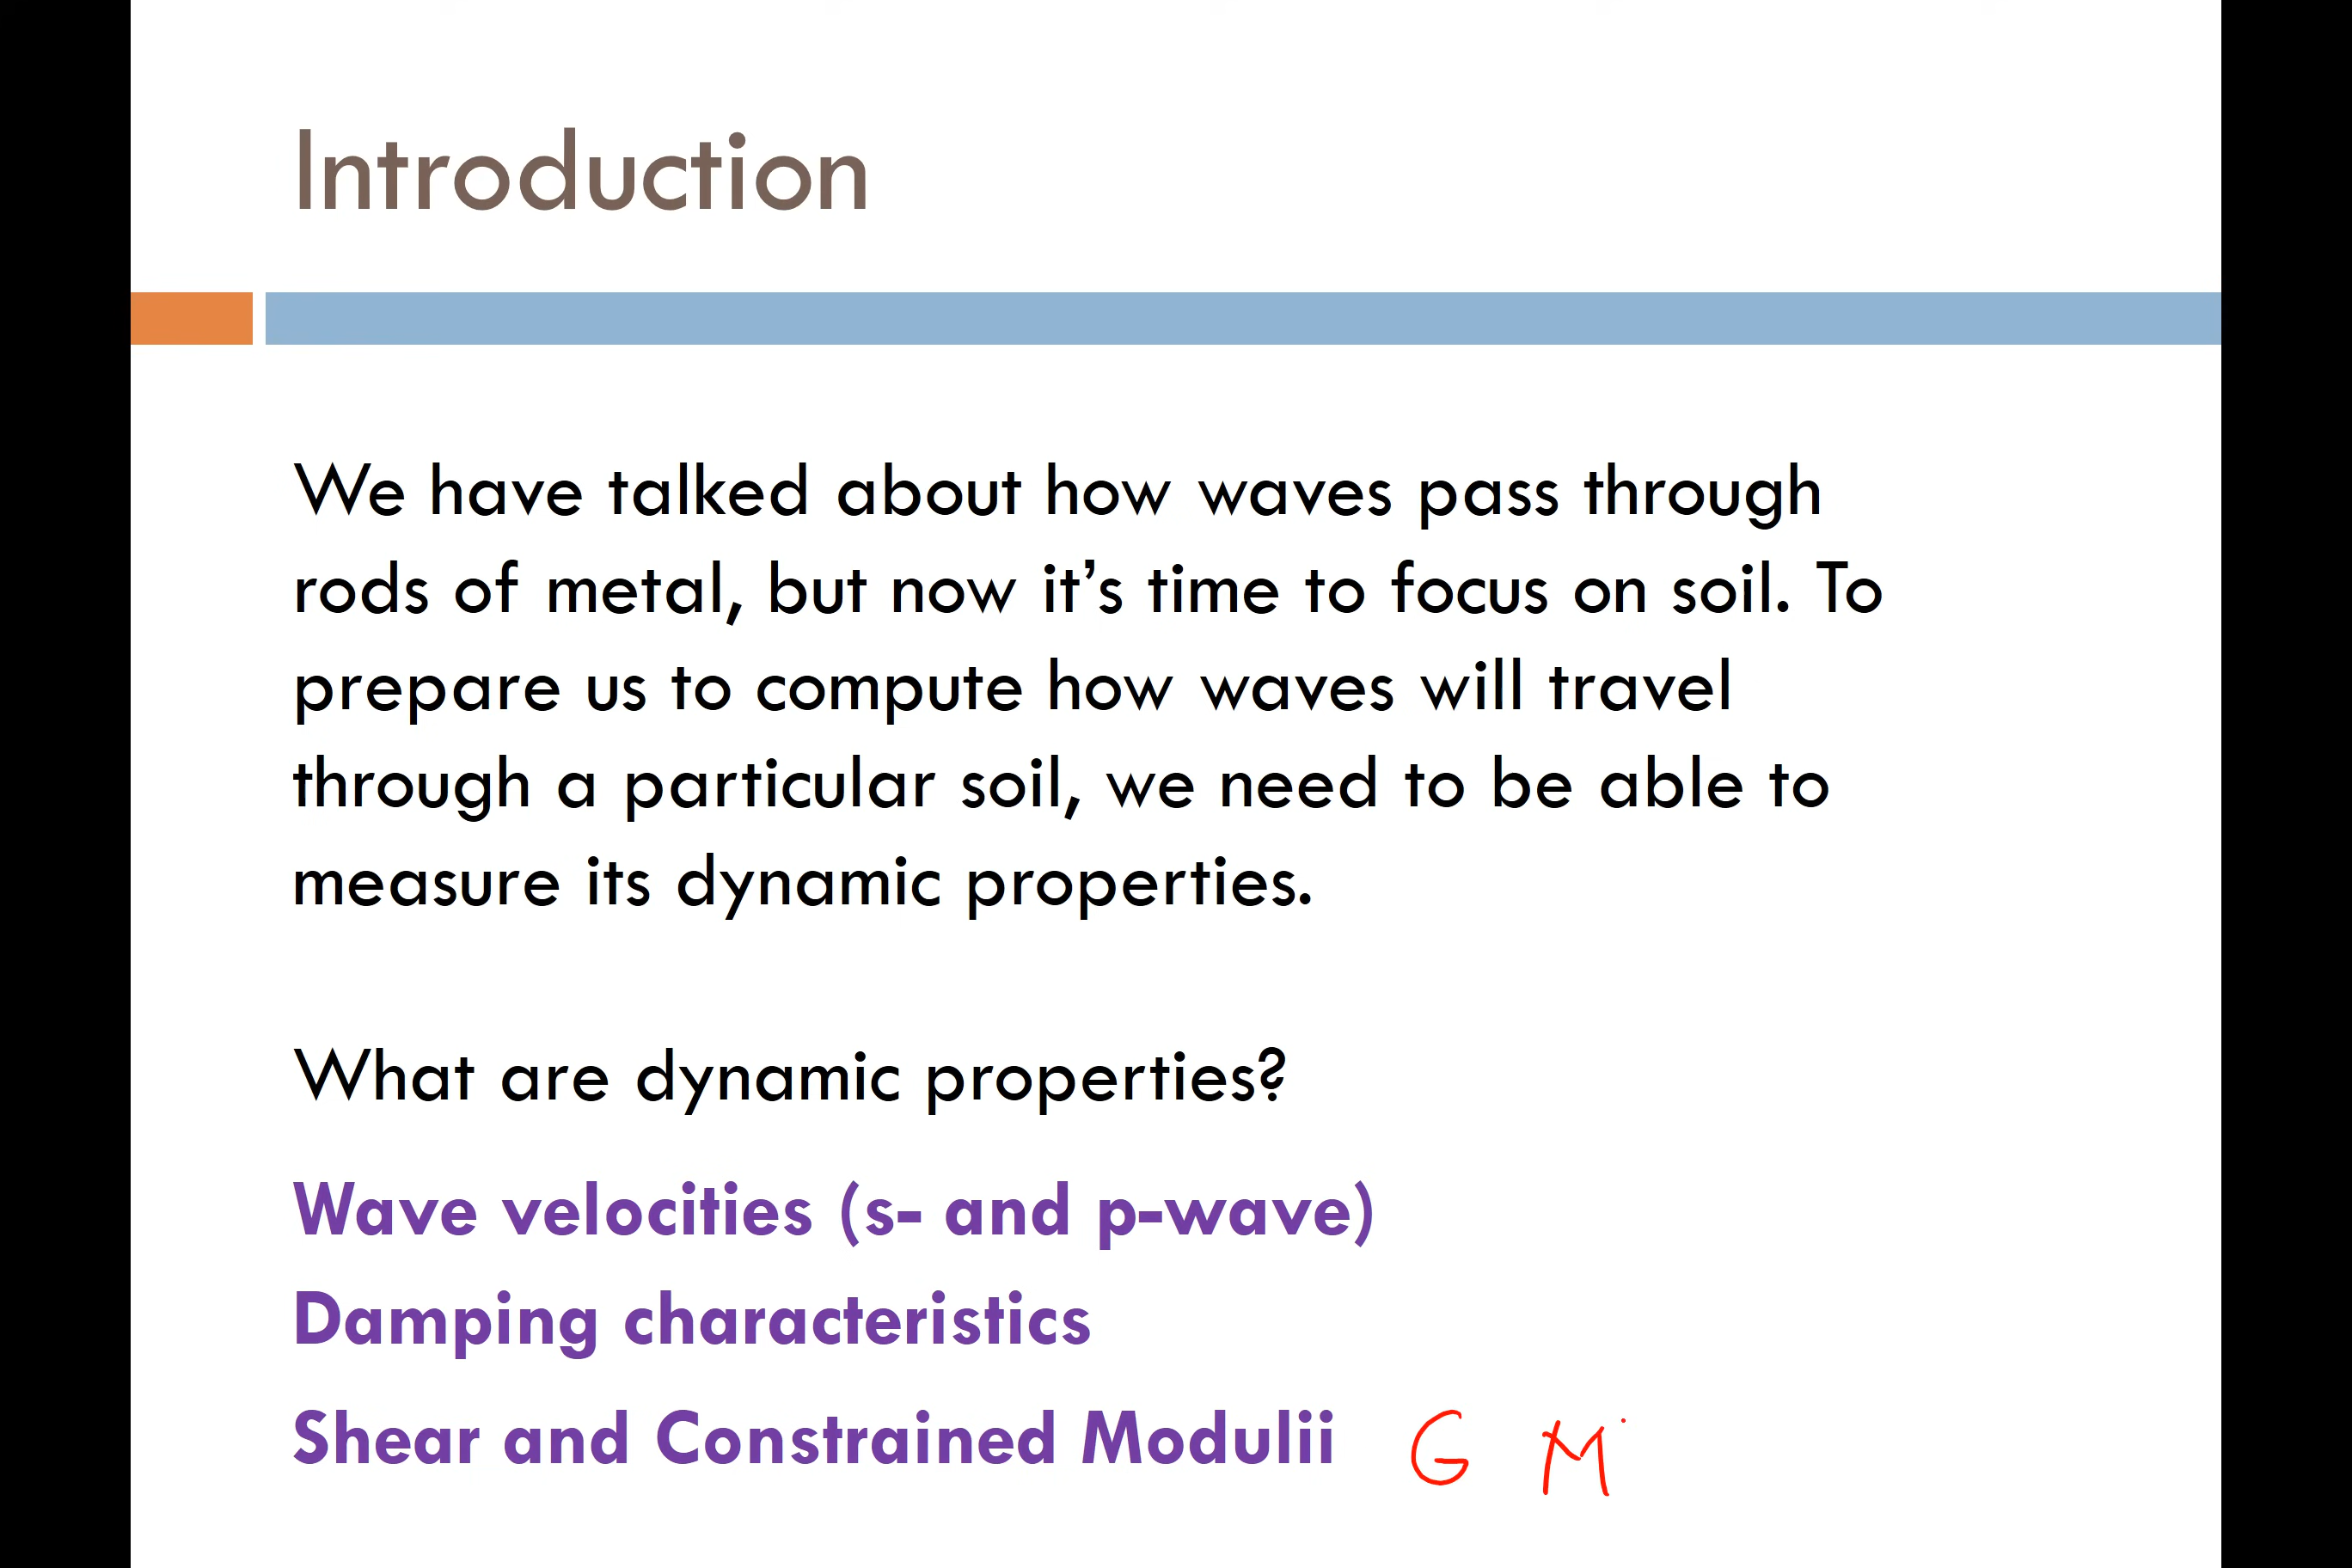 Introduction
We have talked about how waves pass through
rods of metal, but now it’s time to focus on soil. To
prepare us to compute how waves will travel
through a particular soil, we need to be able to
measure its dynamic properties.
What are dynamic properties?
Wave velocities (s- and p-wave)
Damping characteristics
Shear and Constrained Modulii G M